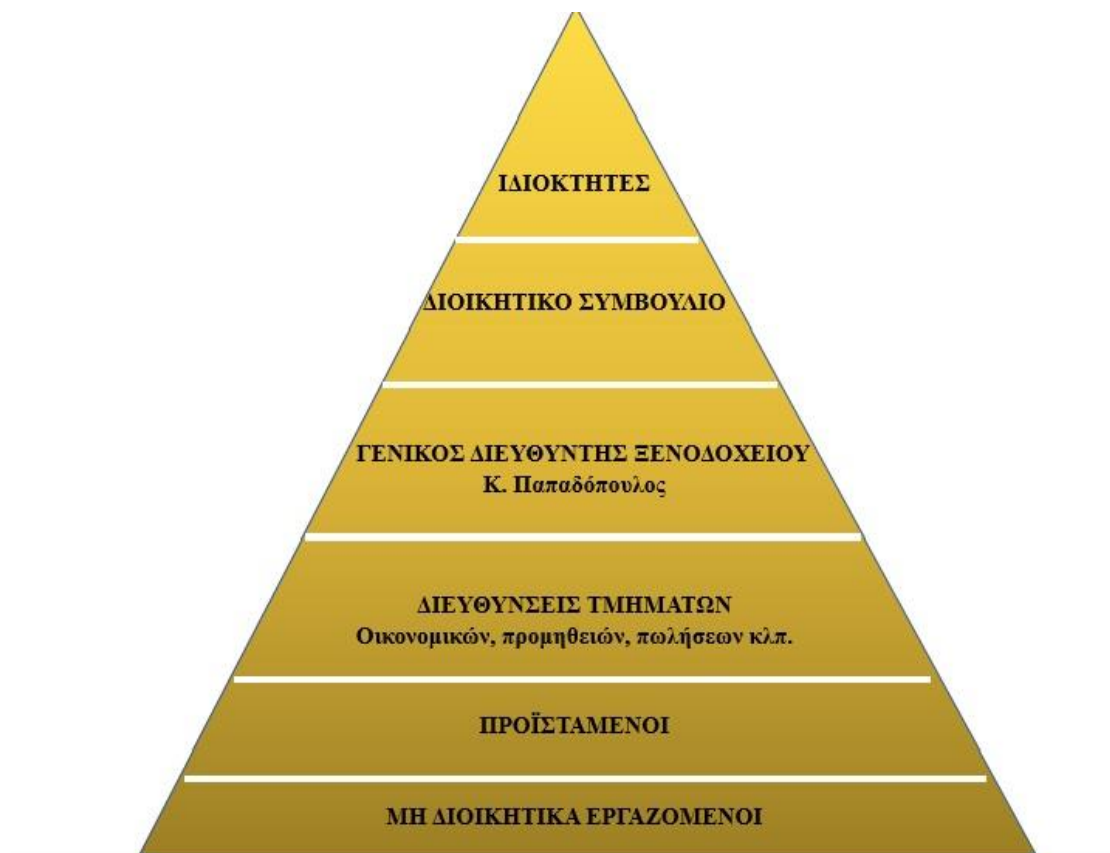 ΙΔΙΟΚΤΗΤΕΣ
ΔΙΟΙΚΗΤΙΚΟ ΣΥΜΒΟΥΛΙΟ
ΓΕΝΙΚΟΣ ΔΙΕΥΘΥΝΤΗΣ ΞΕΝΟΔΟΧΕΙΟΥ
Κ. Παπαδόπουλος
ΔΙΕΥΘΥΝΣΕΙΣ ΤΜΗΜΑΤΩΝ
Οικονομικών, προμηθειών, πωλήσεων κλπ.
ΠΡΟΪΣΤΑΜΕΝΟΙ
ΜΗ ΔΙΟΙΚΗΤΙΚΑ ΕΡΓΑΖΟΜΕΝΟΙ